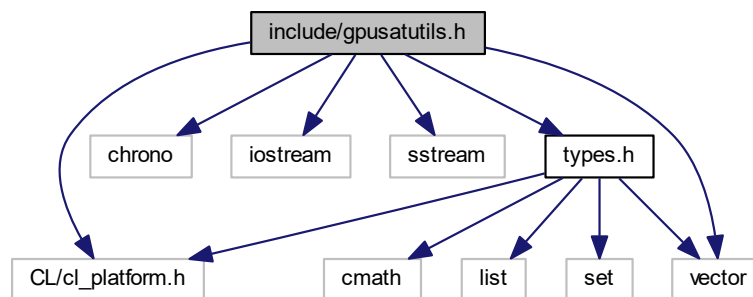 include/gpusatutils.h
chrono
iostream
sstream
types.h
CL/cl_platform.h
cmath
list
set
vector